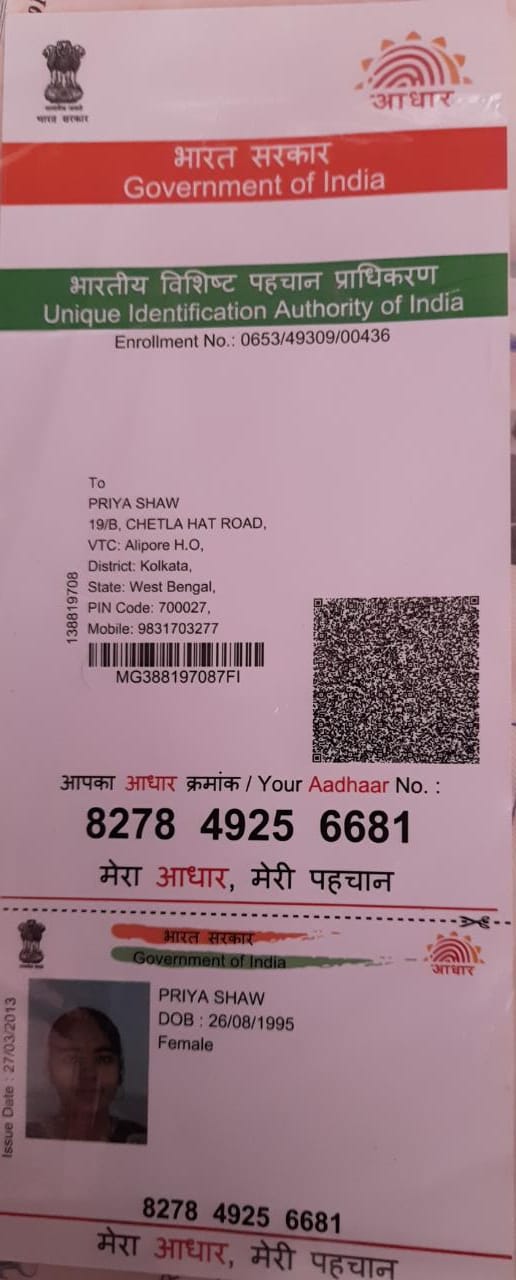 भारत सरकार
आधार
भारत सरकार
Government of India
भारतीय विशिष्ट पहचान प्राधिकरण
Unique Identification Authority of India
Enrollment No.: 0653/49309/00436
To
PRIYA SHAW
19/B, CHETLA HAT ROAD,
VTC: Alipore H.O,
District: Kolkata,
State: West Bengal,
PIN Code: 700027,
Mobile: 9831703277
138819708
MG388197087FI
आपका आधार क्रमांक / Your Aadhaar No. :
8278 4925 6681
मेरा आधार, मेरी पहचान
भारत सरकार
Government of India
आधार
Issue Date : 27/03/2013
PRIYA SHAW
DOB : 26/08/1995
Female
8278 4925 6681
मेरा आधार, मेरी पहचान